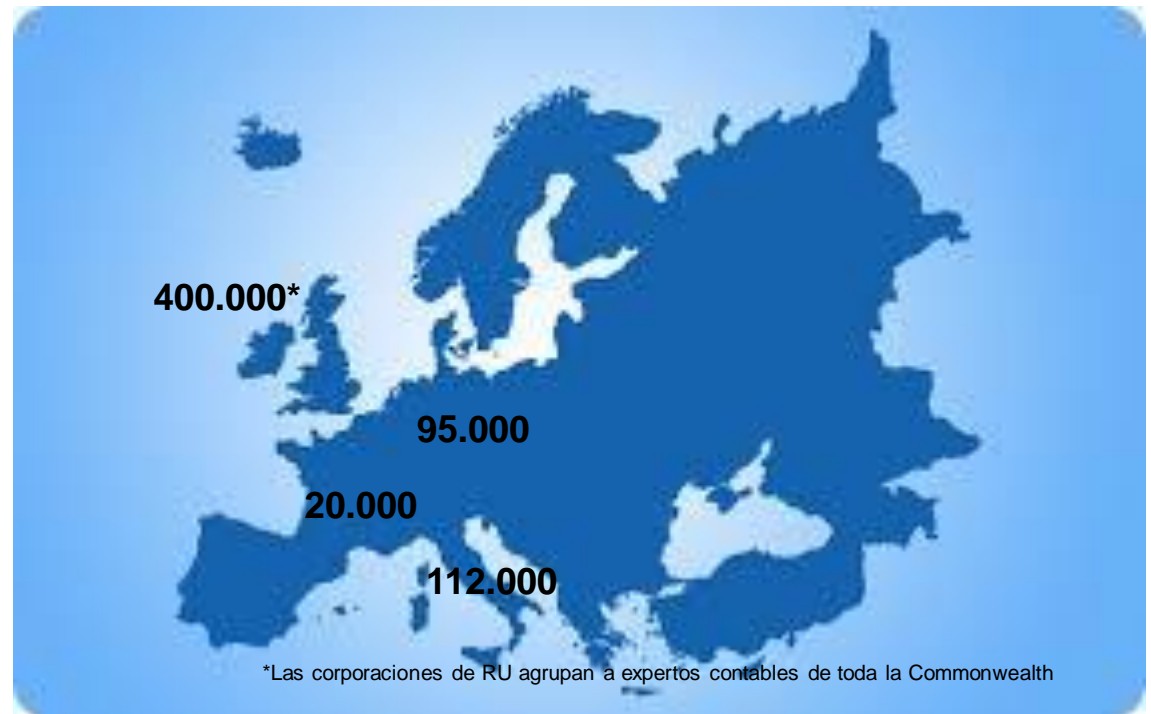 400.000*
95.000
20.000
112.000
*Las corporaciones de RU agrupan a expertos contables de toda la Commonwealth